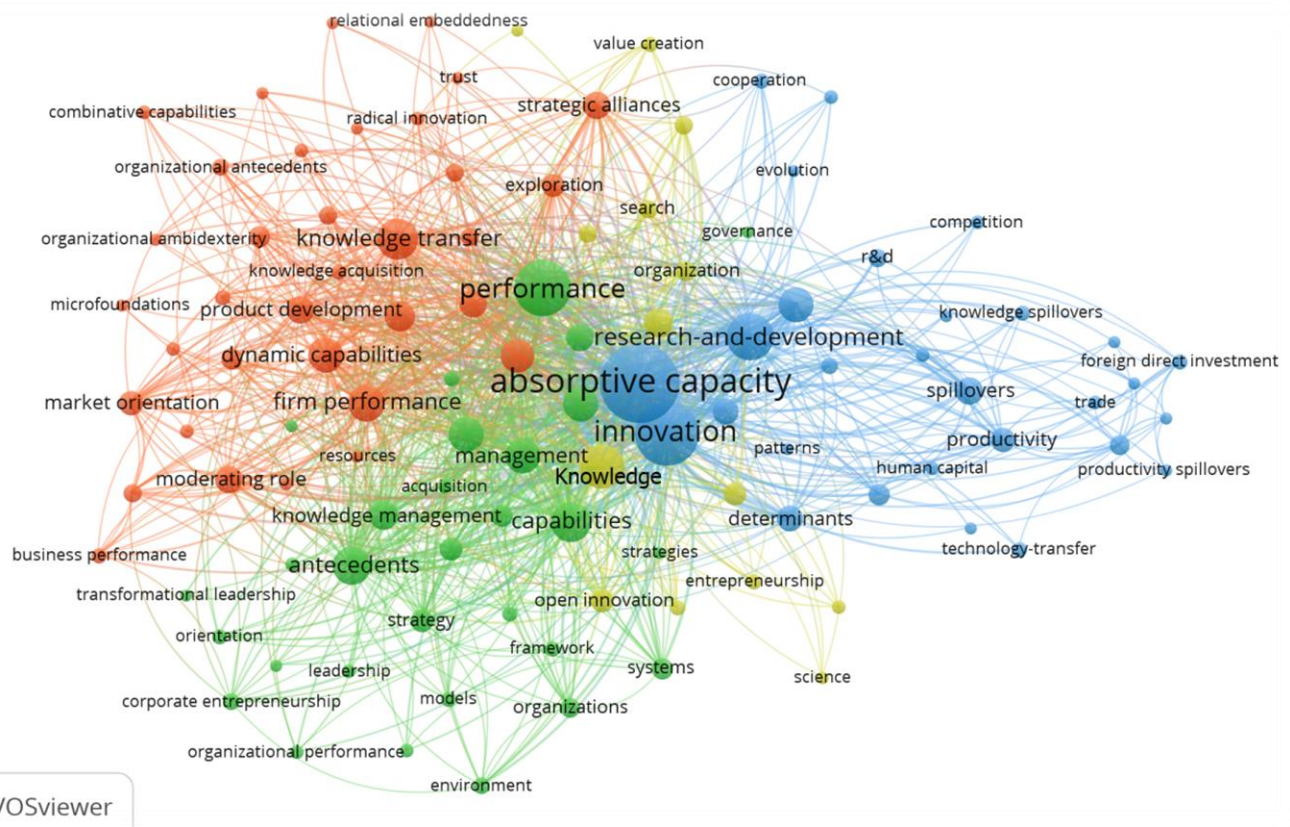 relational embeddedness
value creation
trust
cooperation
strategic alliances
combinative capabilities
radical innovation
organizational antecedents
evolution
exploration
search
competition
governance
organizational ambidexterity
knowledge transfer
r&d
knowledge acquisition
organization
performance
microfoundations
product development
knowledge spillovers
research-and-development
dynamic capabilities
foreign direct investment
absorptive capacity
spillovers
market orientation
firm performance
trade
innovation
productivity
patterns
resources
management
human capital
productivity spillovers
moderating role
Knowledge
acquisition
knowledge management
capabilities
determinants
business performance
strategies
technology-transfer
antecedents
entrepreneurship
transformational leadership
open innovation
strategy
orientation
framework
leadership
systems
science
corporate entrepreneurship
models
organizations
organizational performance
environment
VOSviewer